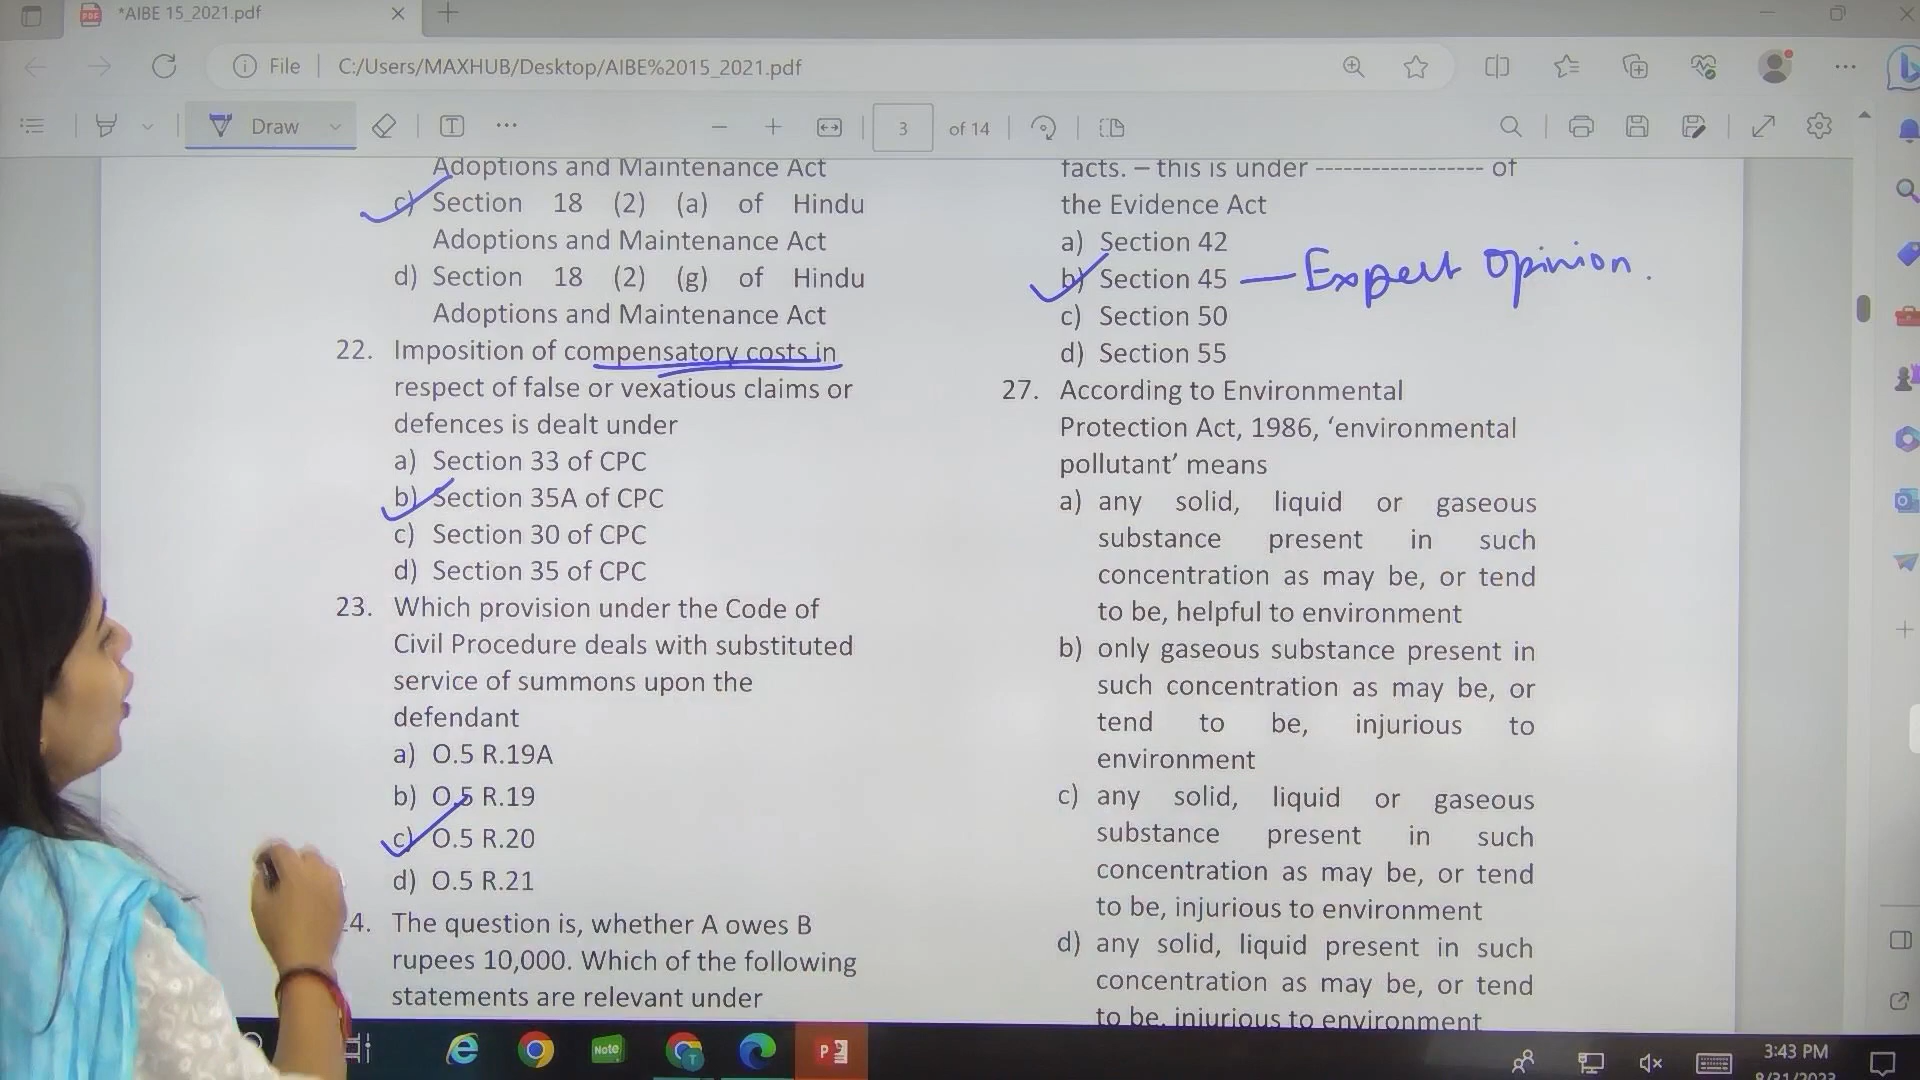 *AIBE 15_2021.pdf
File
C:/Users/MAXHUB/Desktop/AIBE%2015_2021.pdf
Draw
3
of 14
Adoptions and Maintenance Act
c) Section 18 (2) (a) of Hindu
Adoptions and Maintenance Act
d) Section 18 (2) (g) of Hindu
Adoptions and Maintenance Act
22. Imposition of compensatory costs in
respect of false or vexatious claims or
defences is dealt under
a) Section 33 of CPC
b) Section 35A of CPC
c) Section 30 of CPC
d) Section 35 of CPC
23. Which provision under the Code of
Civil Procedure deals with substituted
service of summons upon the
defendant
a) O.5 R.19A
b) O.5 R.19
c) O.5 R.20
d) O.5 R.21
4. The question is, whether A owes B
rupees 10,000. Which of the following
statements are relevant under
facts. – this is under ------------------ of
the Evidence Act
a) Section 42
b) Section 45 — Expert Opinion.
c) Section 50
d) Section 55
27. According to Environmental
Protection Act, 1986, ‘environmental
pollutant’ means
a) any solid, liquid or gaseous
substance present in such
concentration as may be, or tend
to be, helpful to environment
b) only gaseous substance present in
such concentration as may be, or
tend to be, injurious to
environment
c) any solid, liquid or gaseous
substance present in such
concentration as may be, or tend
to be, injurious to environment
d) any solid, liquid present in such
concentration as may be, or tend
to be, injurious to environment
Note
3:43 PM
8/31/2023